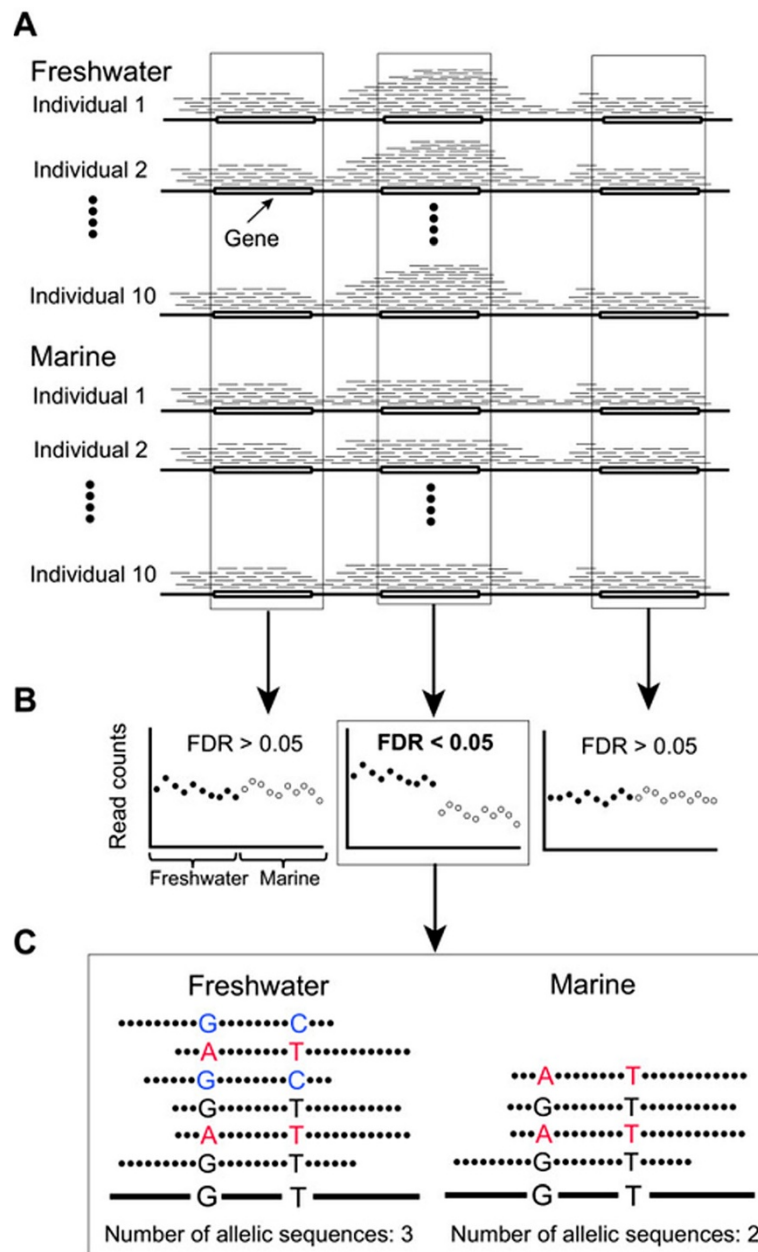 A
Freshwater
Individual 1
Individual 2
Gene
Individual 10
Marine
Individual 1
Individual 2
Individual 10
B
FDR > 0.05
FDR < 0.05
FDR > 0.05
Read counts
Freshwater Marine
C
Freshwater Marine
G C
A T
G C
G T
A T
G T
G T
Number of allelic sequences: 3
A T
G T
A T
G T
G T
Number of allelic sequences: 2